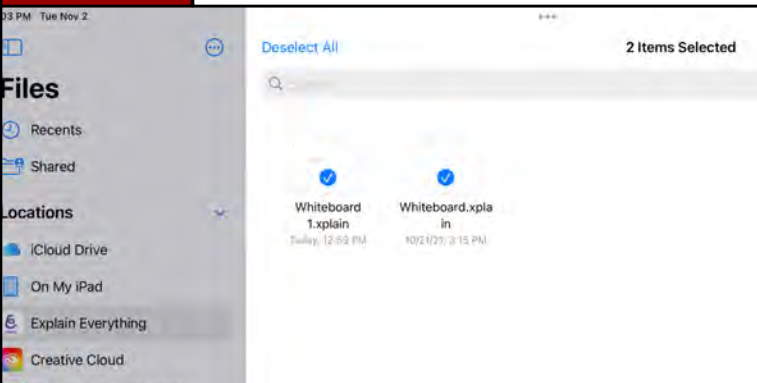 03 PM Tue Nov 2
Deselect All
2 Items Selected
Files
Recents
Shared
Locations
iCloud Drive
On My iPad
Explain Everything
Creative Cloud
Whiteboard
1.xplain
Today, 12:59 PM
Whiteboard.xpla
in
10/21/21, 3:15 PM